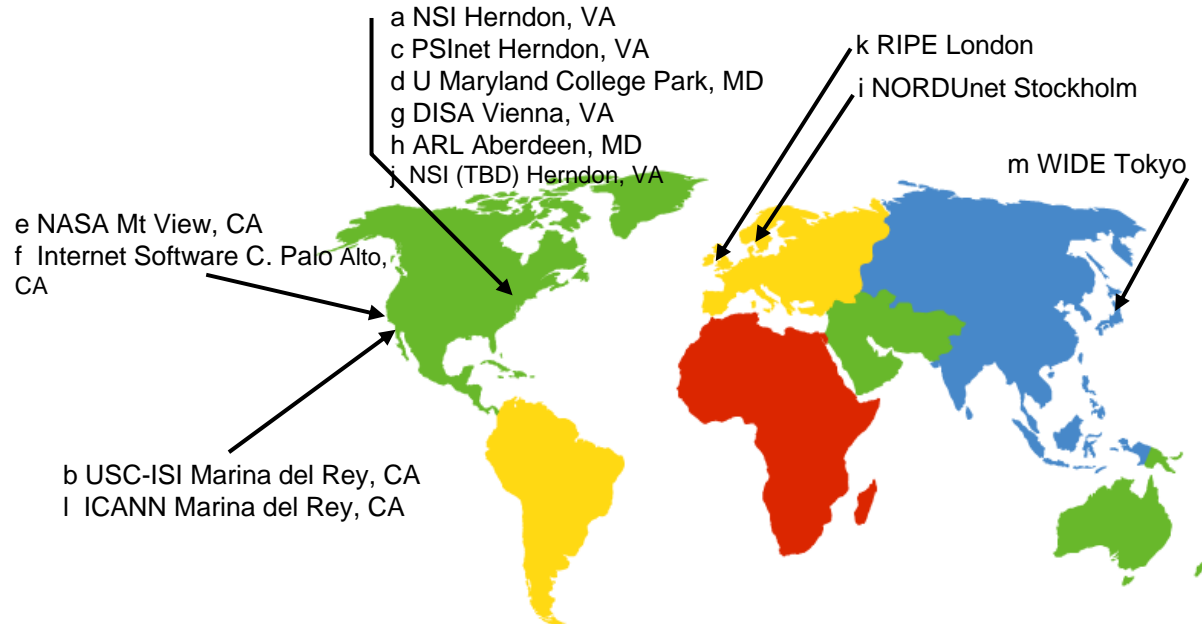 a NSI Herndon, VA
c PSInet Herndon, VA
d U Maryland College Park, MD
g DISA Vienna, VA
h ARL Aberdeen, MD
j NSI (TBD) Herndon, VA
k RIPE London
i NORDUnet Stockholm
m WIDE Tokyo
e NASA Mt View, CA
f Internet Software C. Palo Alto,
CA
b USC-ISI Marina del Rey, CA
l ICANN Marina del Rey, CA